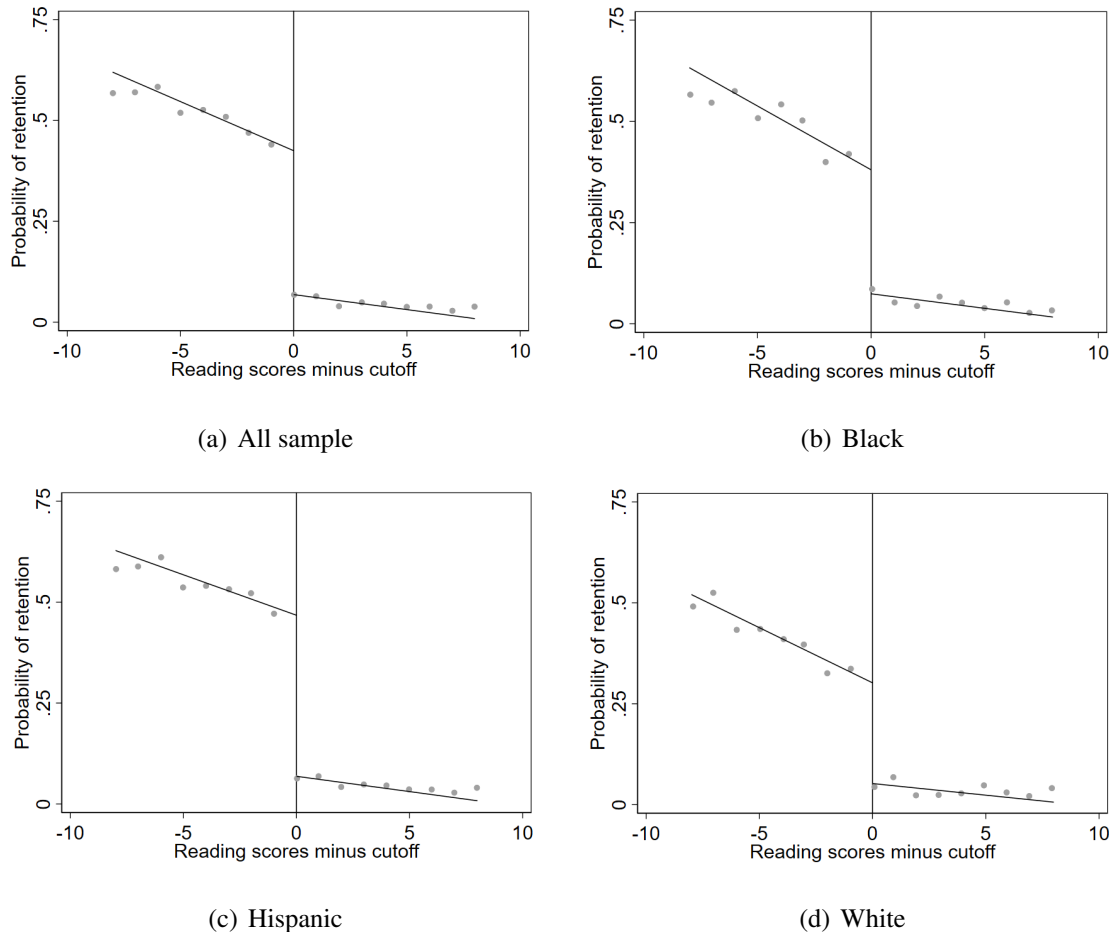 Probability of retention
0 .25 .5 .75
-10 -5 0 5 10
Reading scores minus cutoff
(a) All sample
Probability of retention
0 .25 .5 .75
-10 -5 0 5 10
Reading scores minus cutoff
(b) Black
Probability of retention
0 .25 .5 .75
-10 -5 0 5 10
Reading scores minus cutoff
(c) Hispanic
Probability of retention
0 .25 .5 .75
-10 -5 0 5 10
Reading scores minus cutoff
(d) White